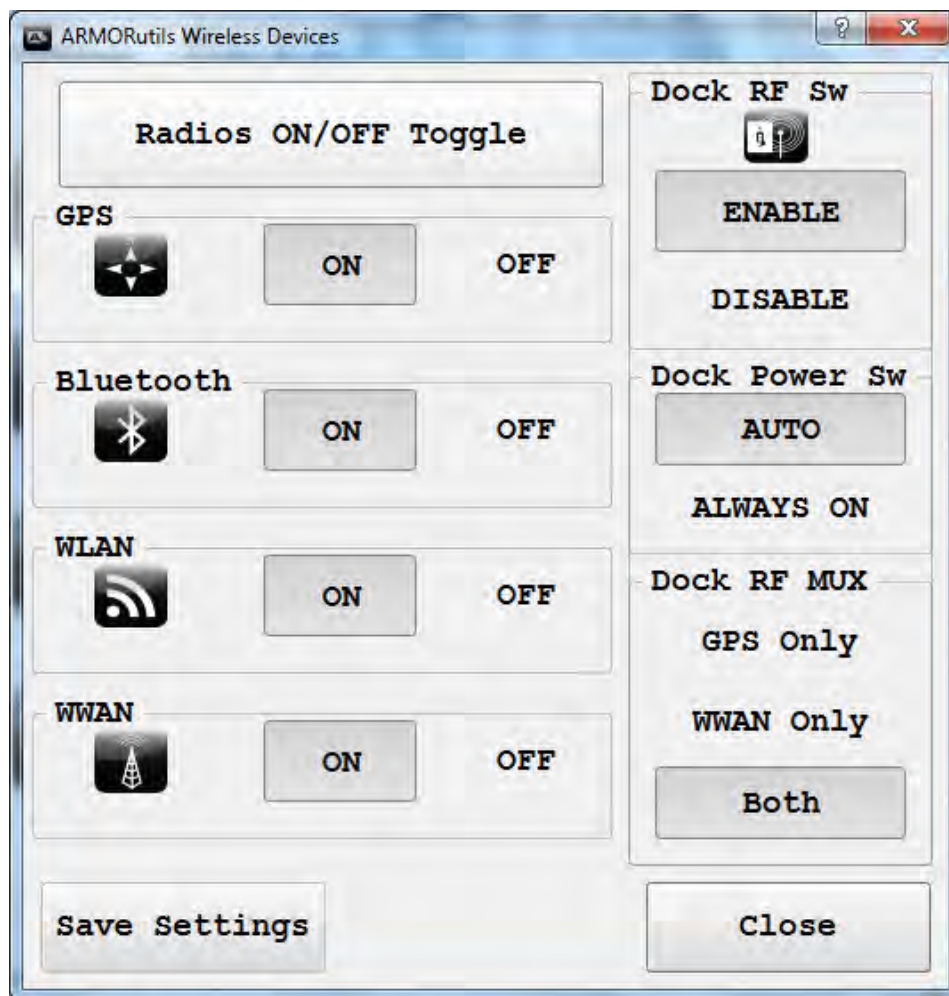 ARMORutils Wireless Devices
Radios ON/OFF Toggle
GPS
ON OFF
Bluetooth
ON OFF
WLAN
ON OFF
WWAN
ON OFF
Save Settings
Dock RF Sw
ENABLE
DISABLE
Dock Power Sw
AUTO
ALWAYS ON
Dock RF MUX
GPS Only
WWAN Only
Both
Close